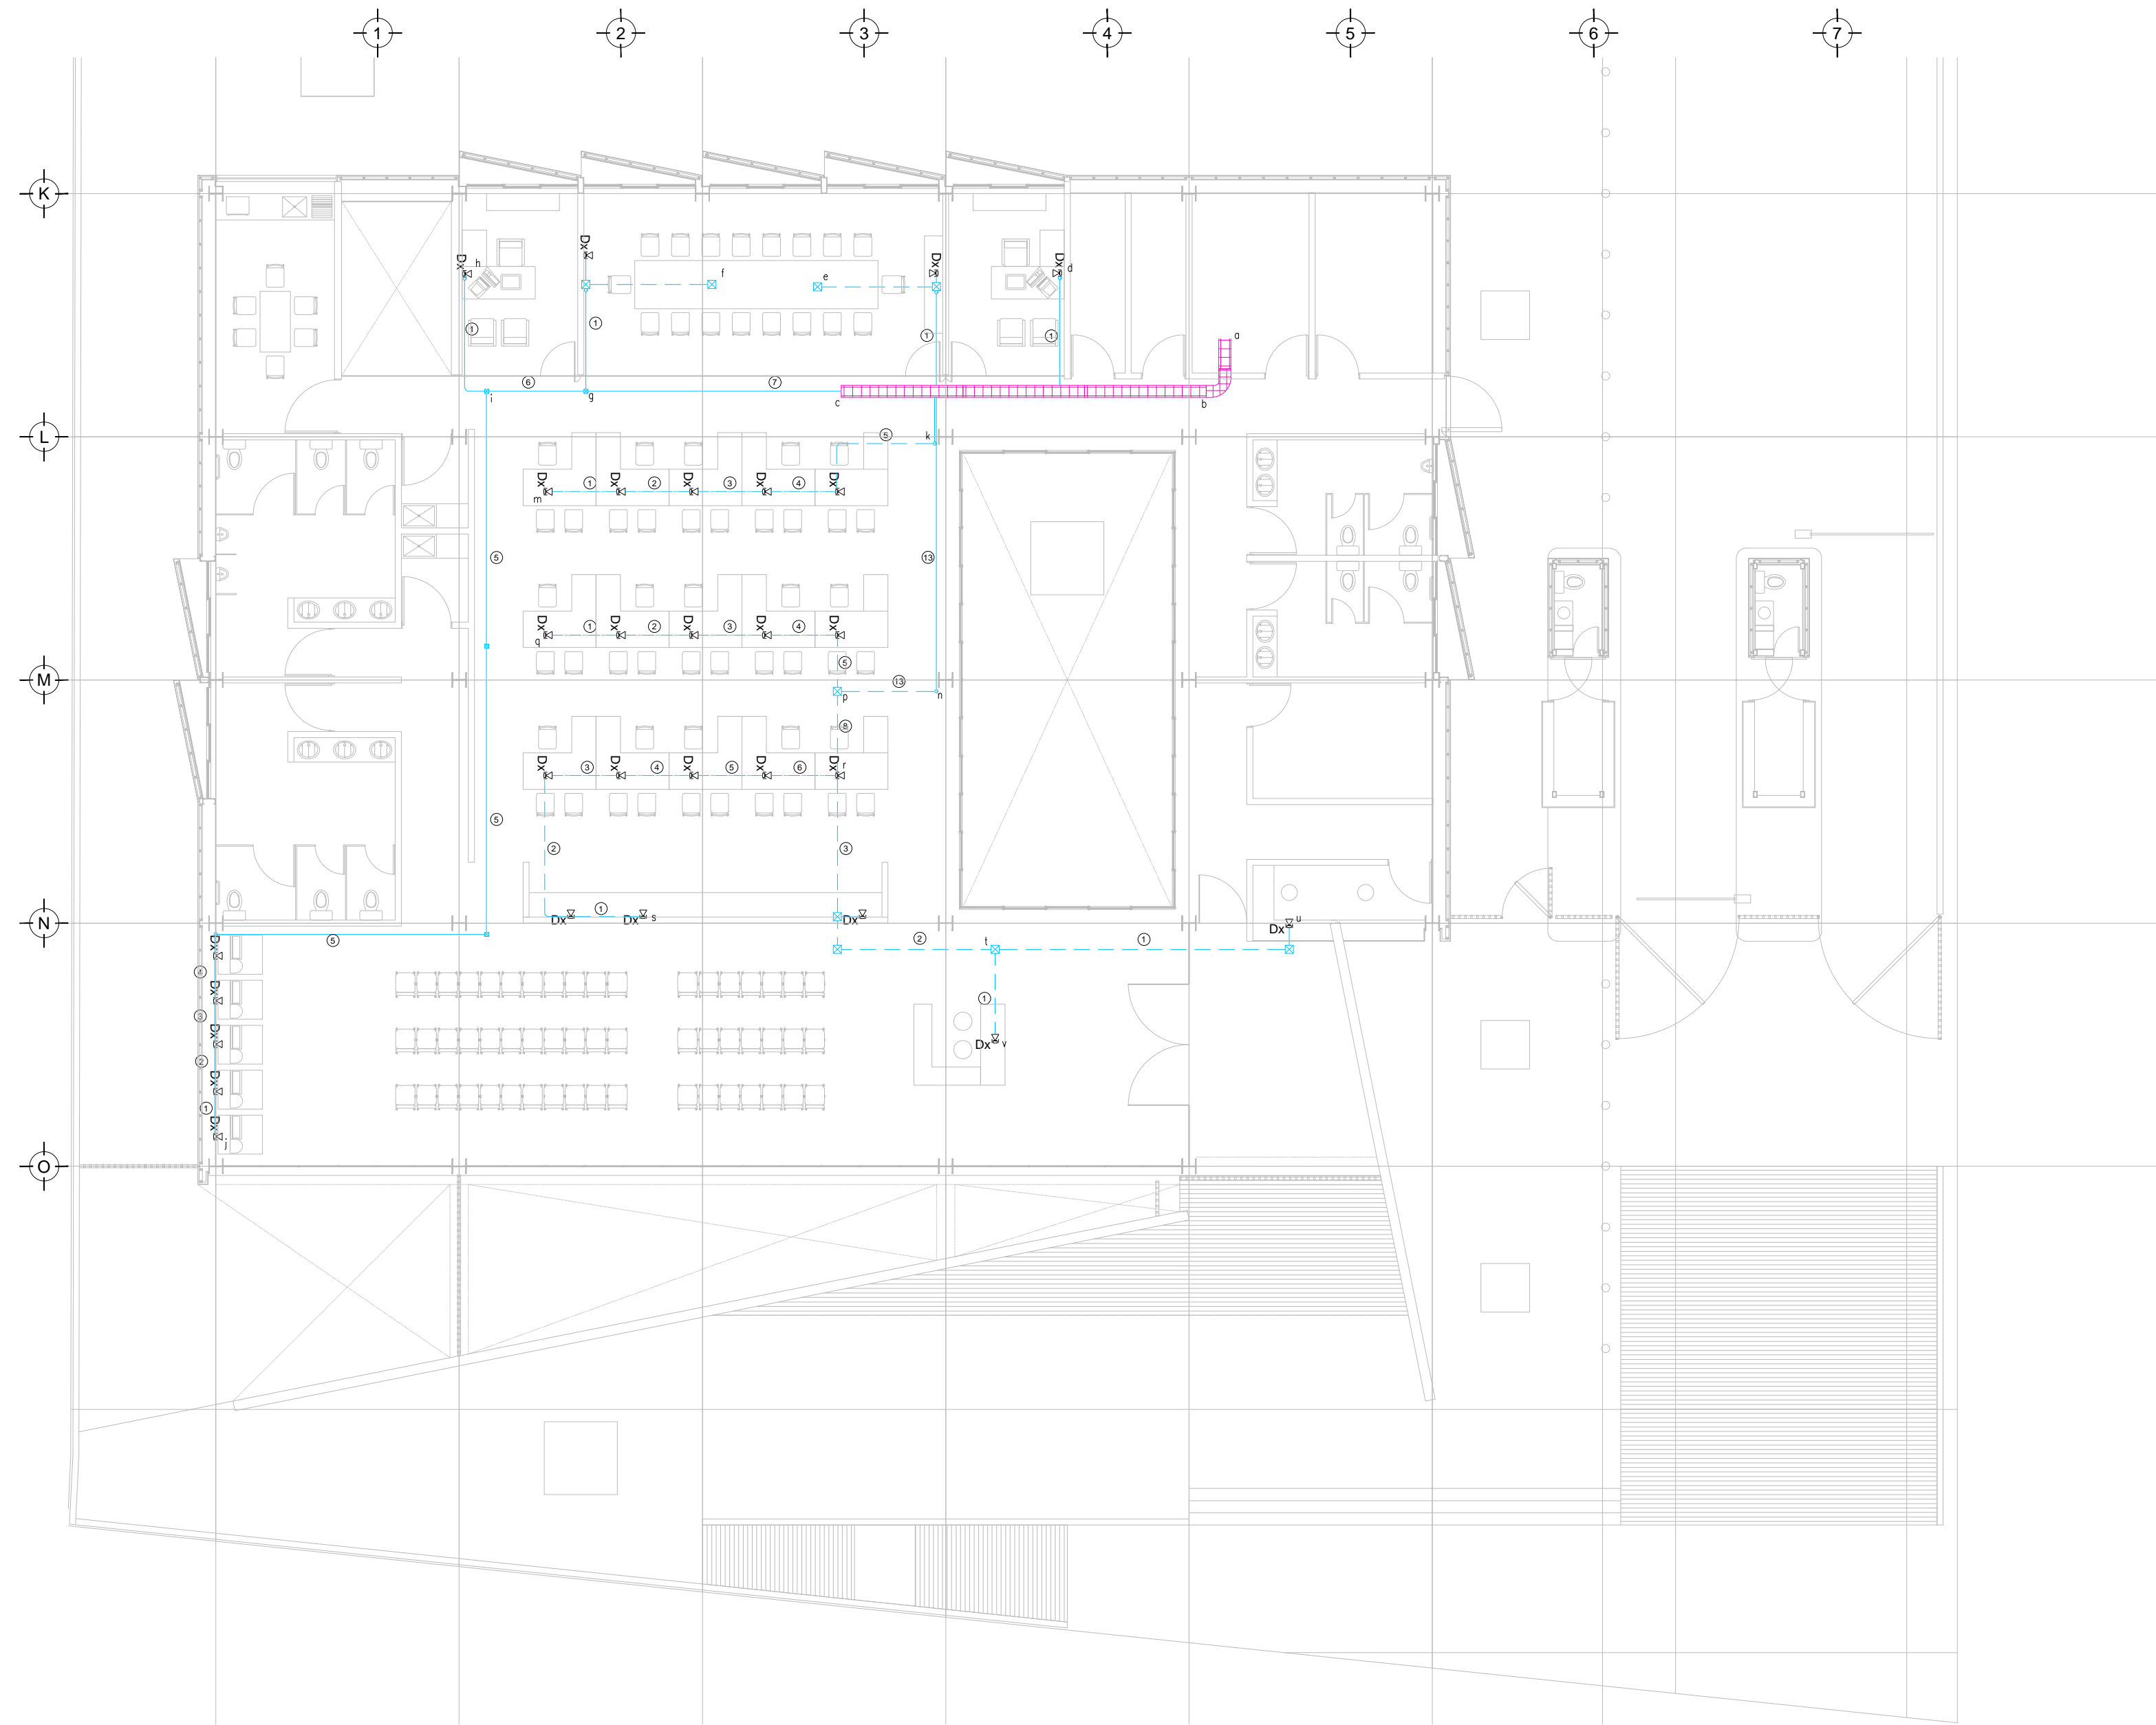 1 2 3 4 5 6 7
K
Dx Dx Dx Dx
h f e d
1 1 1 1 a
6 7
i g c b
L
5 k
Dx 1 Dx 2 Dx 3 Dx 4 Dx
m
5 13
Dx 1 Dx 2 Dx 3 Dx 4 Dx
q
5
M
13
p n
8
Dx 3 Dx 4 Dx 5 Dx 6 Dx r
5
2 3
1
Dx Dx s Dx
N
Dx u
5 2 t 1
Dx
4
Dx
1
3
Dx
Dx v
2
Dx
1
Dx
j
O